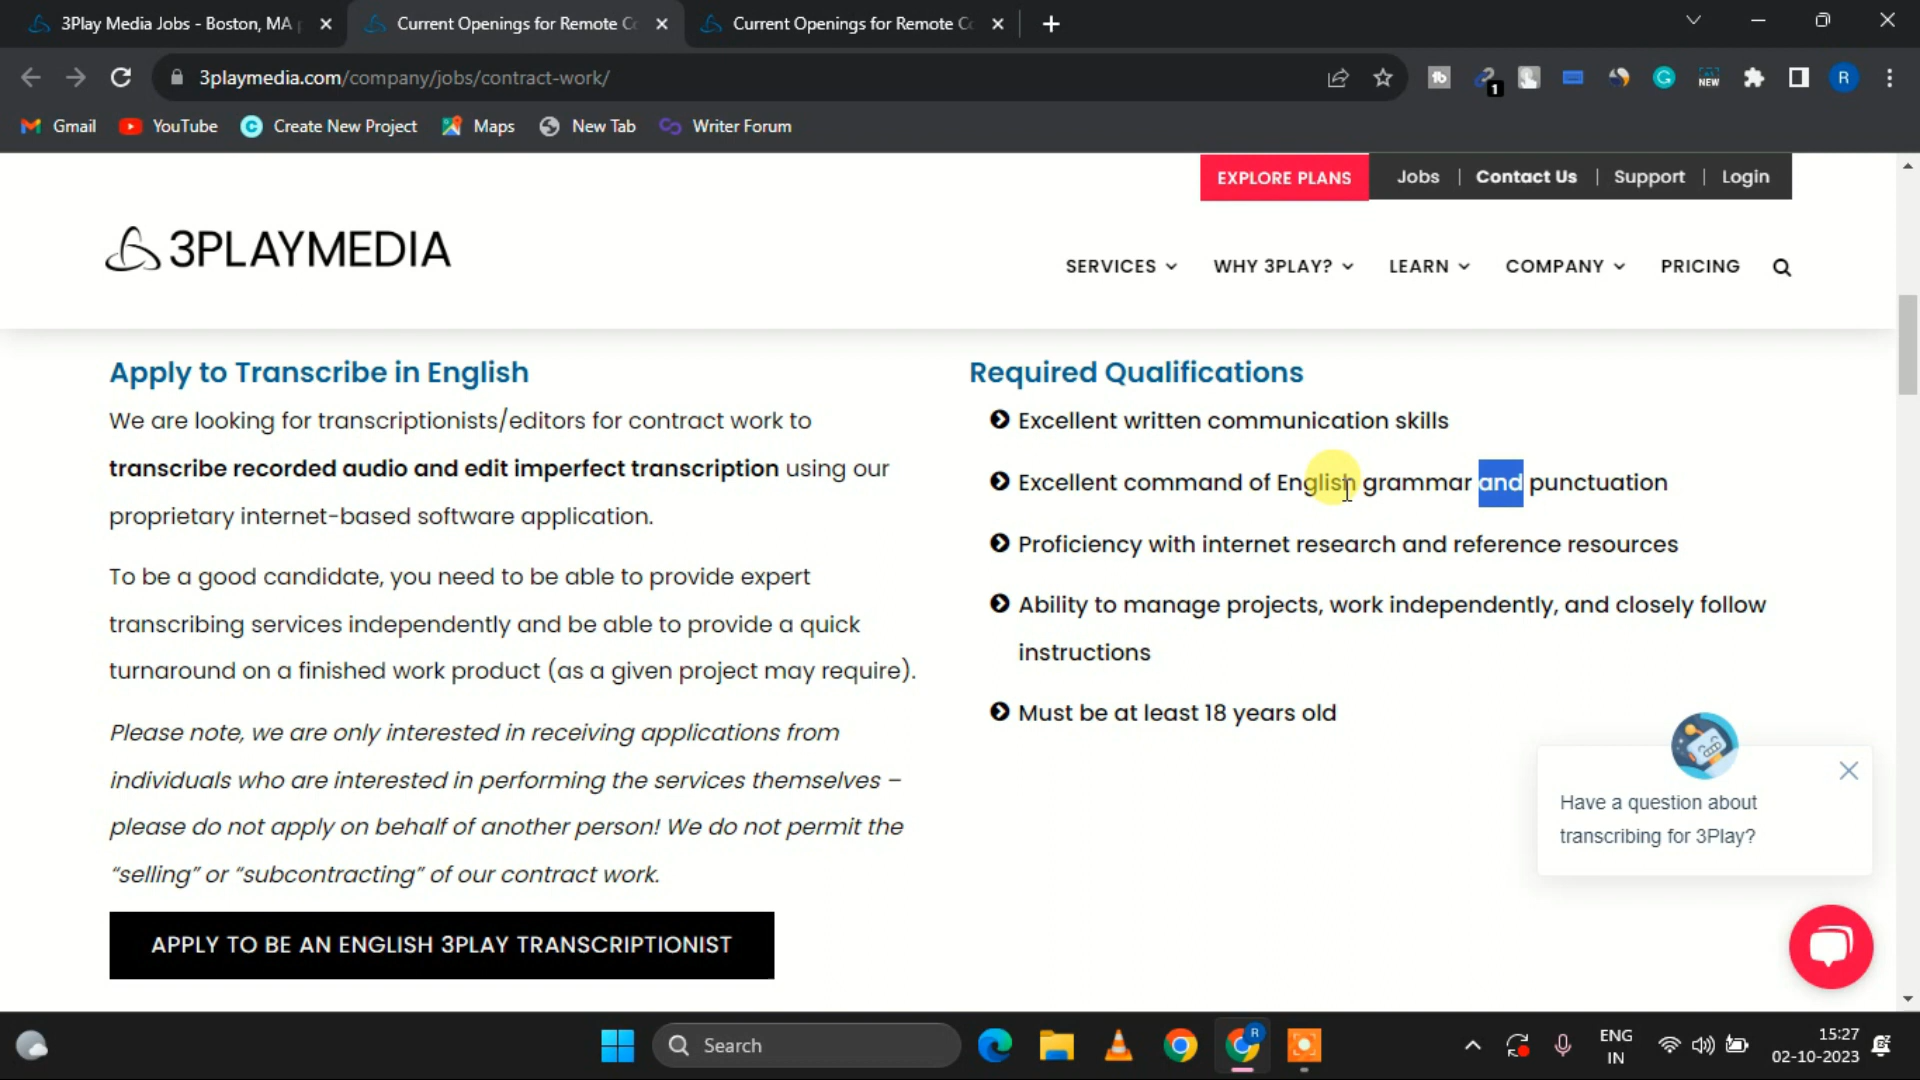 3Play Media Jobs - Boston, MA
Current Openings for Remote Co
Current Openings for Remote Co
3playmedia.com/company/jobs/contract-work/
1
NEW
R
Gmail
YouTube
Create New Project
Maps
New Tab
Writer Forum
EXPLORE PLANS
Jobs | Contact Us | Support | Login
3PLAYMEDIA
SERVICES
WHY 3PLAY?
LEARN
COMPANY
PRICING
Apply to Transcribe in English
We are looking for transcriptionists/editors for contract work to
transcribe recorded audio and edit imperfect transcription using our
proprietary internet-based software application.
To be a good candidate, you need to be able to provide expert
transcribing services independently and be able to provide a quick
turnaround on a finished work product (as a given project may require).
Please note, we are only interested in receiving applications from
individuals who are interested in performing the services themselves –
please do not apply on behalf of another person! We do not permit the
“selling” or “subcontracting” of our contract work.
APPLY TO BE AN ENGLISH 3PLAY TRANSCRIPTIONIST
Required Qualifications
Excellent written communication skills
Excellent command of English grammar and punctuation
Proficiency with internet research and reference resources
Ability to manage projects, work independently, and closely follow
instructions
Must be at least 18 years old
Have a question about
transcribing for 3Play?
Search
R
ENG
IN
15:27
02-10-2023